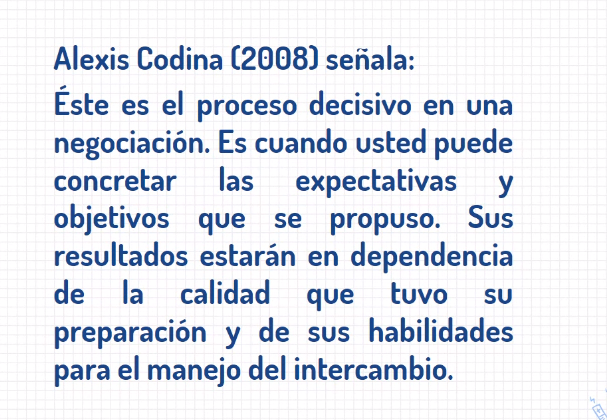 Alexis Codina (2008) señala:
Éste es el proceso decisivo en una
negociación. Es cuando usted puede
concretar las expectativas y
objetivos que se propuso. Sus
resultados estarán en dependencia
de la calidad que tuvo su
preparación y de sus habilidades
para el manejo del intercambio.